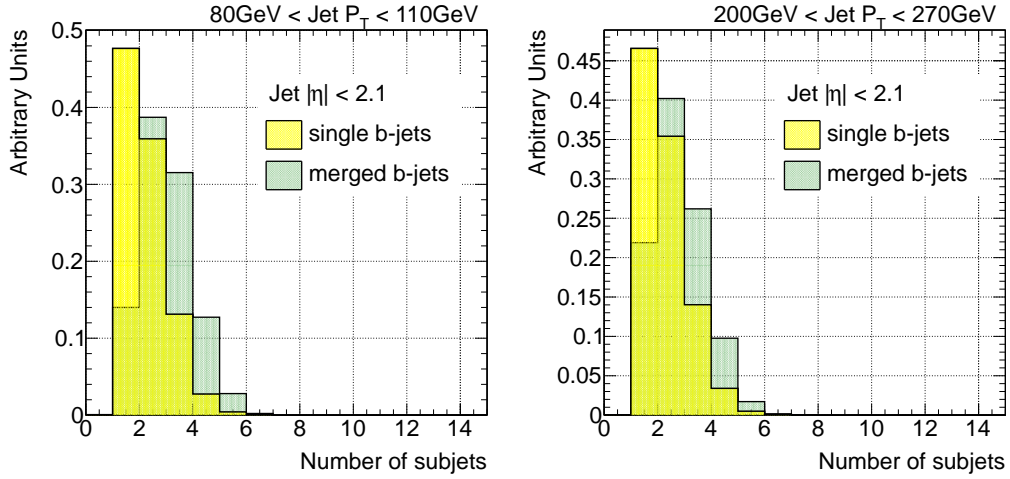 80GeV < Jet P_T < 110GeV
Arbitrary Units
0.5
0.4
0.3
0.2
0.1
0
Jet |η| < 2.1
single b-jets
merged b-jets
0 2 4 6 8 10 12 14
Number of subjets
200GeV < Jet P_T < 270GeV
Arbitrary Units
0.45
0.4
0.35
0.3
0.25
0.2
0.15
0.1
0.05
0
Jet |η| < 2.1
single b-jets
merged b-jets
0 2 4 6 8 10 12 14
Number of subjets